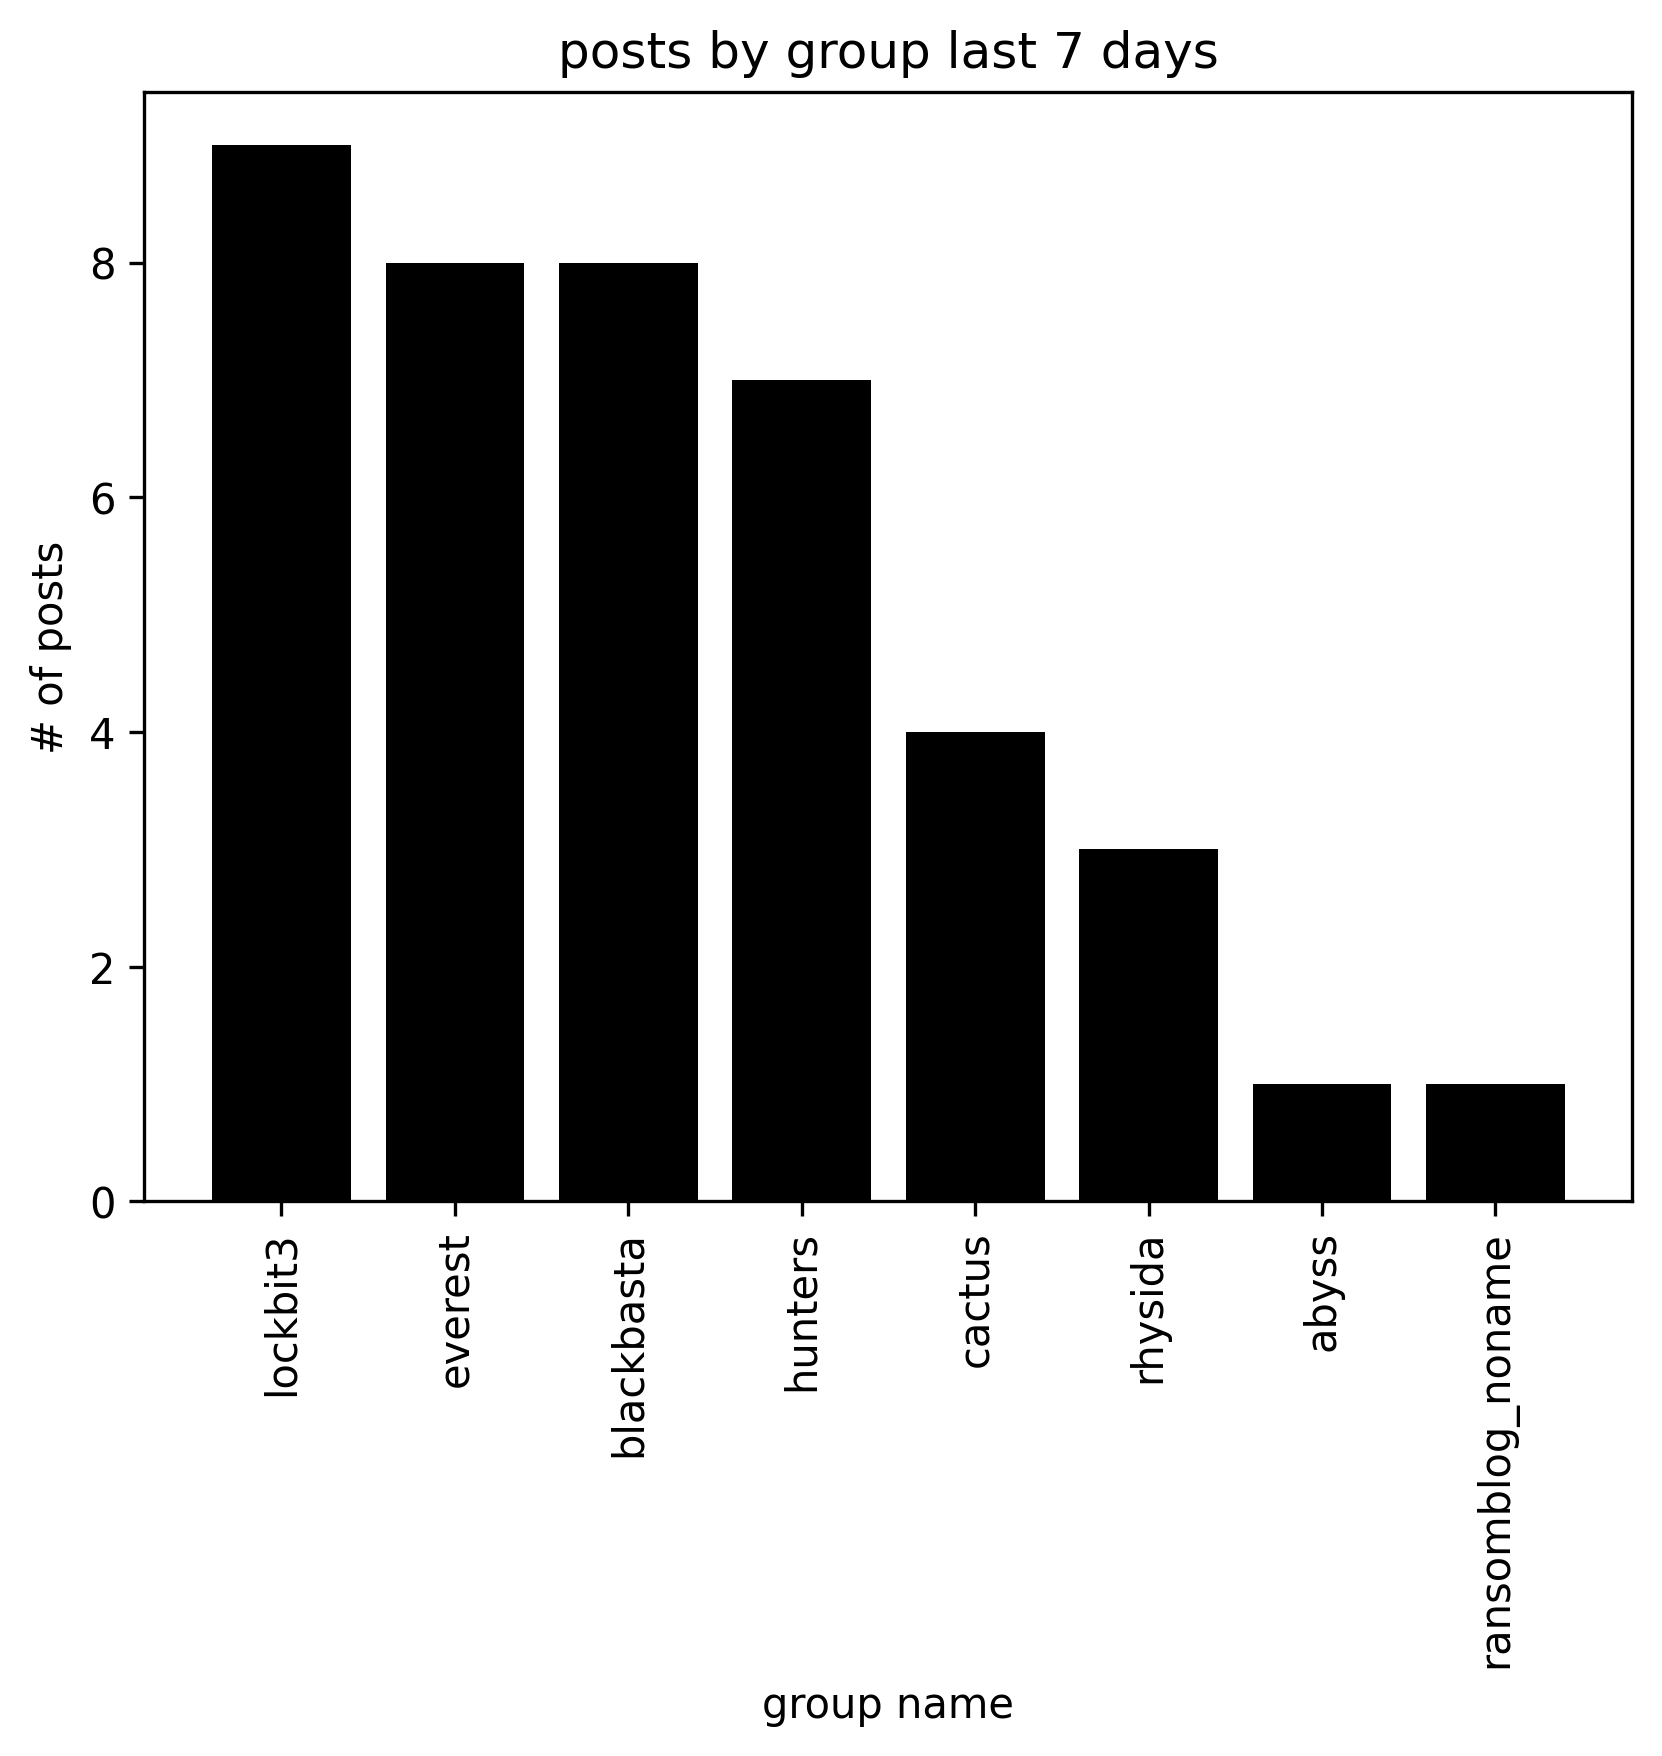 posts by group last 7 days
# of posts
8
6
4
2
0
lockbit3
everest
blackbasta
hunters
cactus
rhysida
abyss
ransomblog_noname
group name